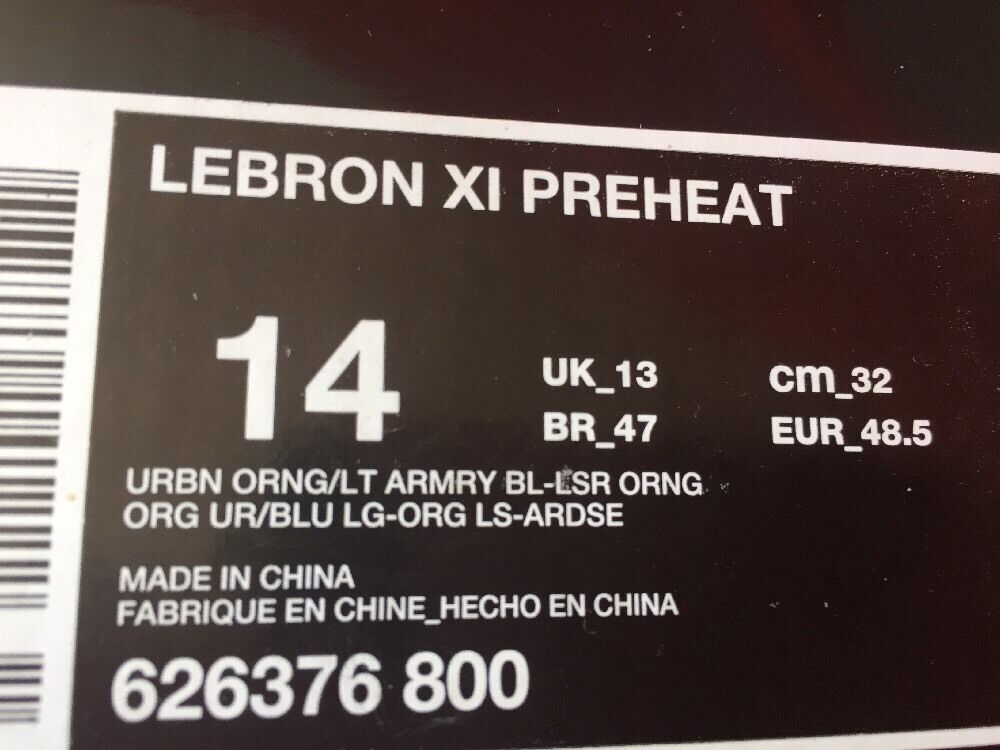 LEBRON XI PREHEAT
14
UK_13 cm_32
BR_47 EUR_48.5
URBN ORNG/LT ARMRY BL-LSR ORNG
ORG UR/BLU LG-ORG LS-ARDSE
MADE IN CHINA
FABRIQUE EN CHINE_HECHO EN CHINA
626376 800